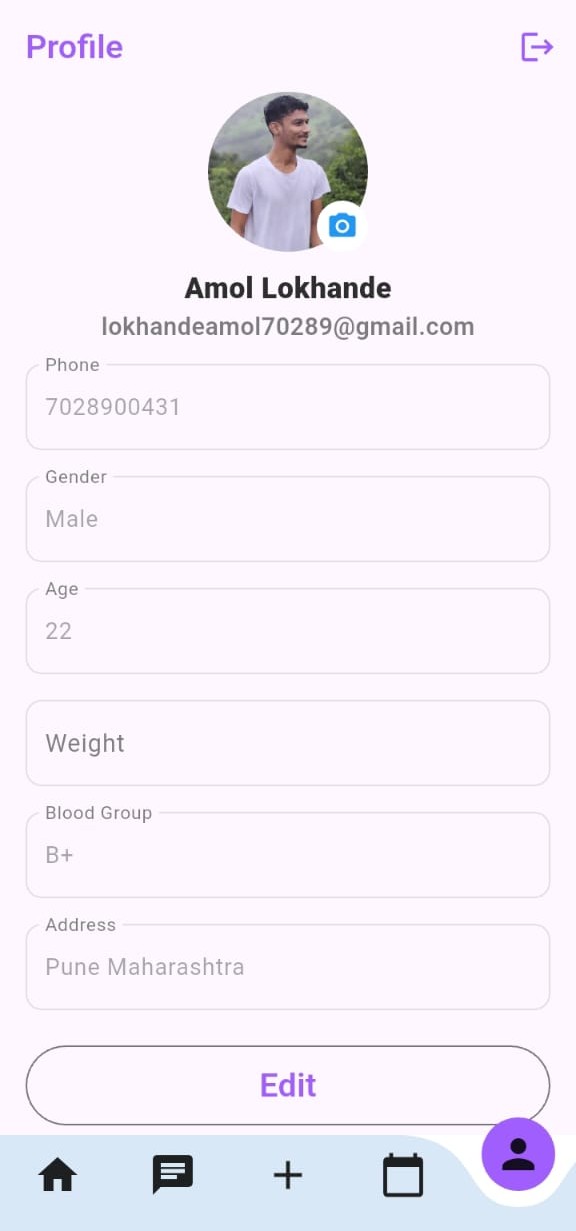 Profile
Amol Lokhande
lokhandeamol70289@gmail.com
Phone
7028900431
Gender
Male
Age
22
Weight
Blood Group
B+
Address
Pune Maharashtra
Edit